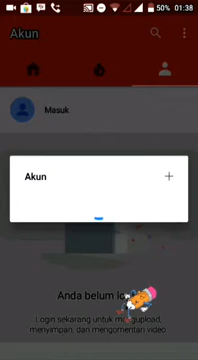 50% 01:38
Akun
Masuk
Akun
Anda belum lo
Login sekarang untuk mengupload,
menyimpan, dan mengomentari video